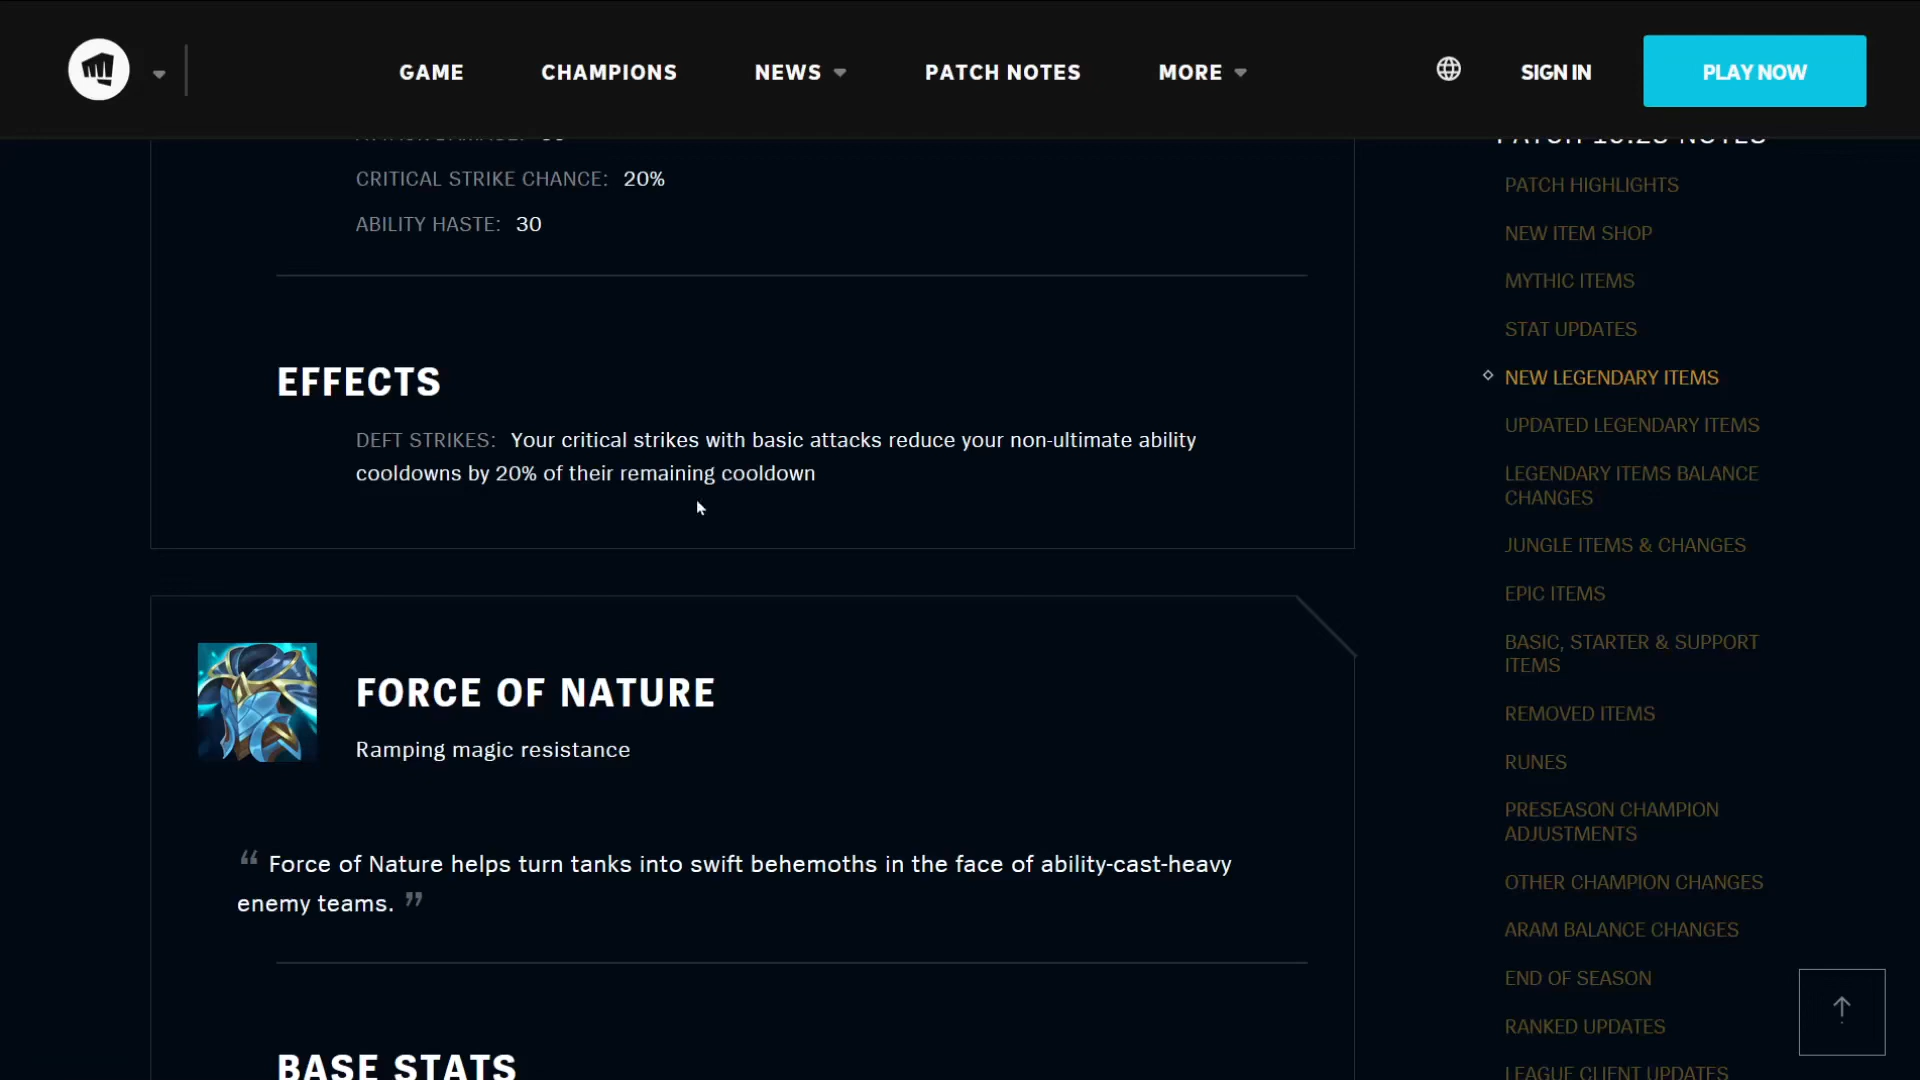 GAME
CHAMPIONS
NEWS
PATCH NOTES
MORE
SIGN IN
PLAY NOW
CRITICAL STRIKE CHANCE: 20%
ABILITY HASTE: 30
EFFECTS
DEFT STRIKES: Your critical strikes with basic attacks reduce your non-ultimate ability
cooldowns by 20% of their remaining cooldown
FORCE OF NATURE
Ramping magic resistance
“ Force of Nature helps turn tanks into swift behemoths in the face of ability-cast-heavy
enemy teams. ”
BASE STATS
PATCH HIGHLIGHTS
NEW ITEM SHOP
MYTHIC ITEMS
STAT UPDATES
NEW LEGENDARY ITEMS
UPDATED LEGENDARY ITEMS
LEGENDARY ITEMS BALANCE
CHANGES
JUNGLE ITEMS & CHANGES
EPIC ITEMS
BASIC, STARTER & SUPPORT
ITEMS
REMOVED ITEMS
RUNES
PRESEASON CHAMPION
ADJUSTMENTS
OTHER CHAMPION CHANGES
ARAM BALANCE CHANGES
END OF SEASON
RANKED UPDATES
LEAGUE CLIENT UPDATES